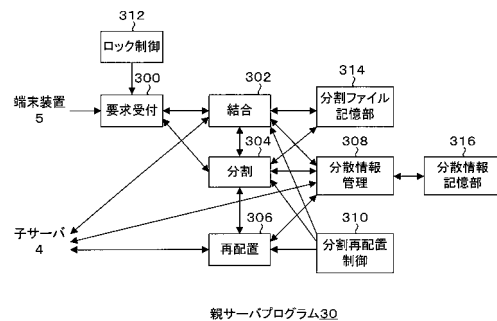 312
ロック制御
300
302
314
端末装置
5
要求受付
結合
分割ファイル
記憶部
304
308
316
分割
分散情報
管理
分散情報
記憶部
306
310
子サーバ
4
再配置
分割再配置
制御
親サーバプログラム30